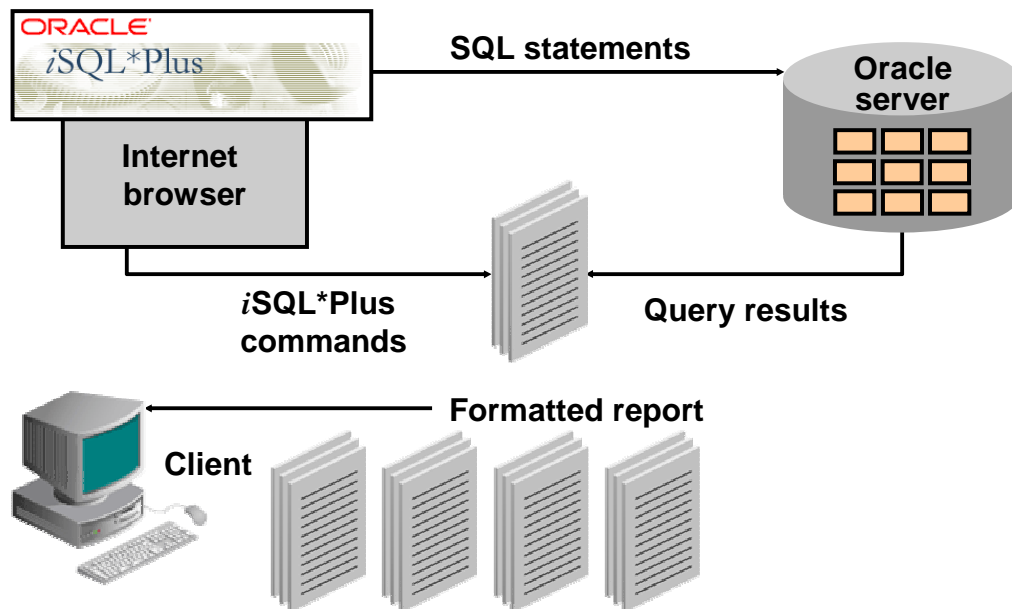 ORACLE'
iSQL*Plus
SQL statements
Oracle
server
Internet
browser
iSQL*Plus
commands
Query results
Formatted report
Client